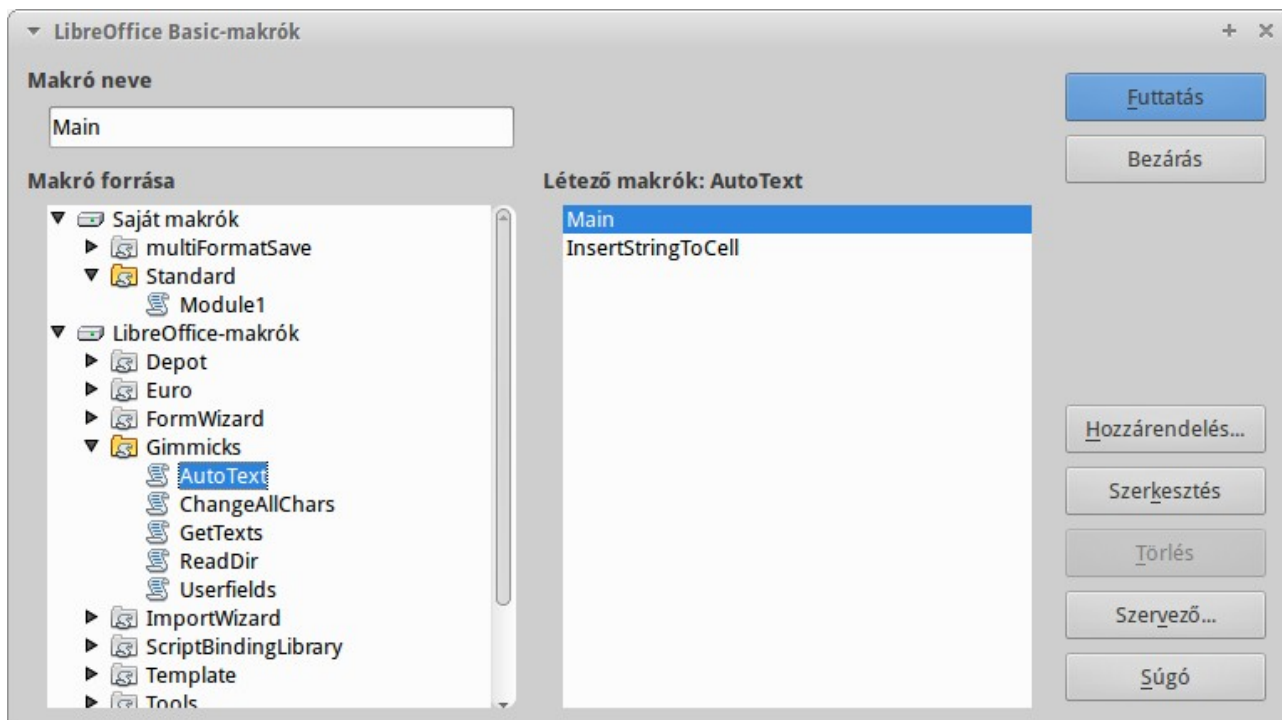 LibreOffice Basic-makrók
Makró neve
Main
Makró forrása
Saját makrók
multiFormatSave
Standard
Module1
LibreOffice-makrók
Depot
Euro
FormWizard
Gimmicks
AutoText
ChangeAllChars
GetTexts
ReadDir
Userfields
ImportWizard
ScriptBindingLibrary
Template
Tools
Létező makrók: AutoText
Main
InsertStringToCell
Futtatás
Bezárás
Hozzárendelés...
Szerkesztés
Törlés
Szervező...
Súgó